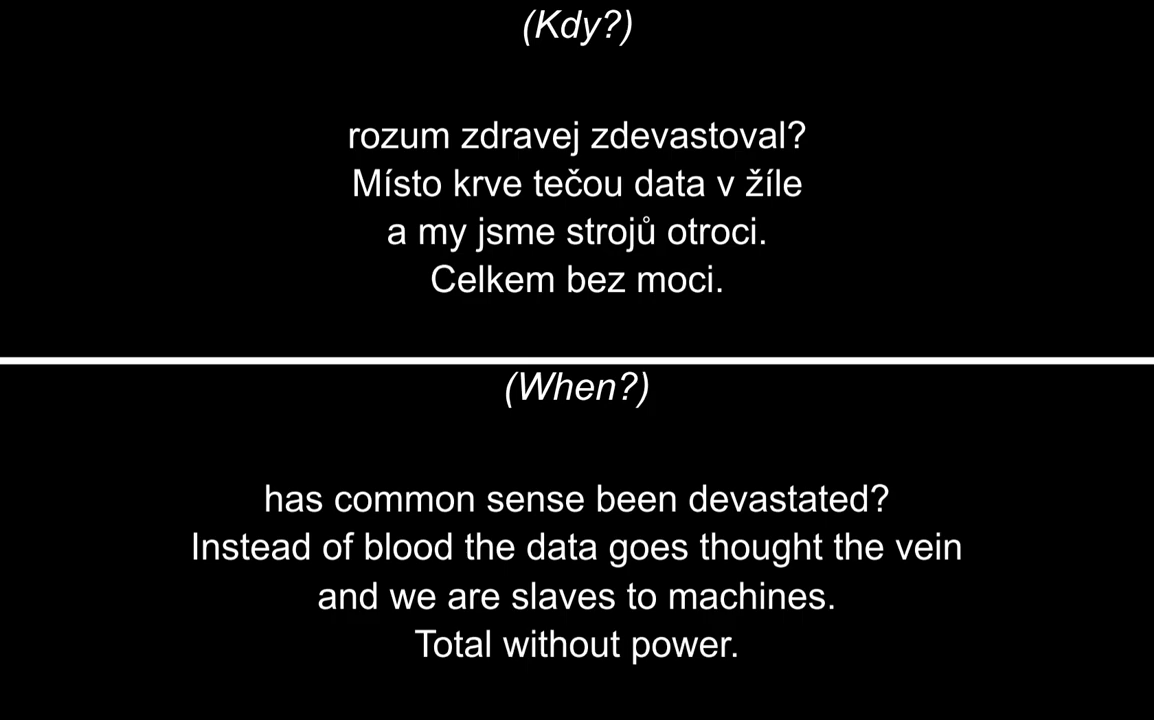 (Kdy?)
rozum zdravej zdevastoval?
Místo krve tečou data v žíle
a my jsme strojů otroci.
Celkem bez moci.
(When?)
has common sense been devastated?
Instead of blood the data goes thought the vein
and we are slaves to machines.
Total without power.